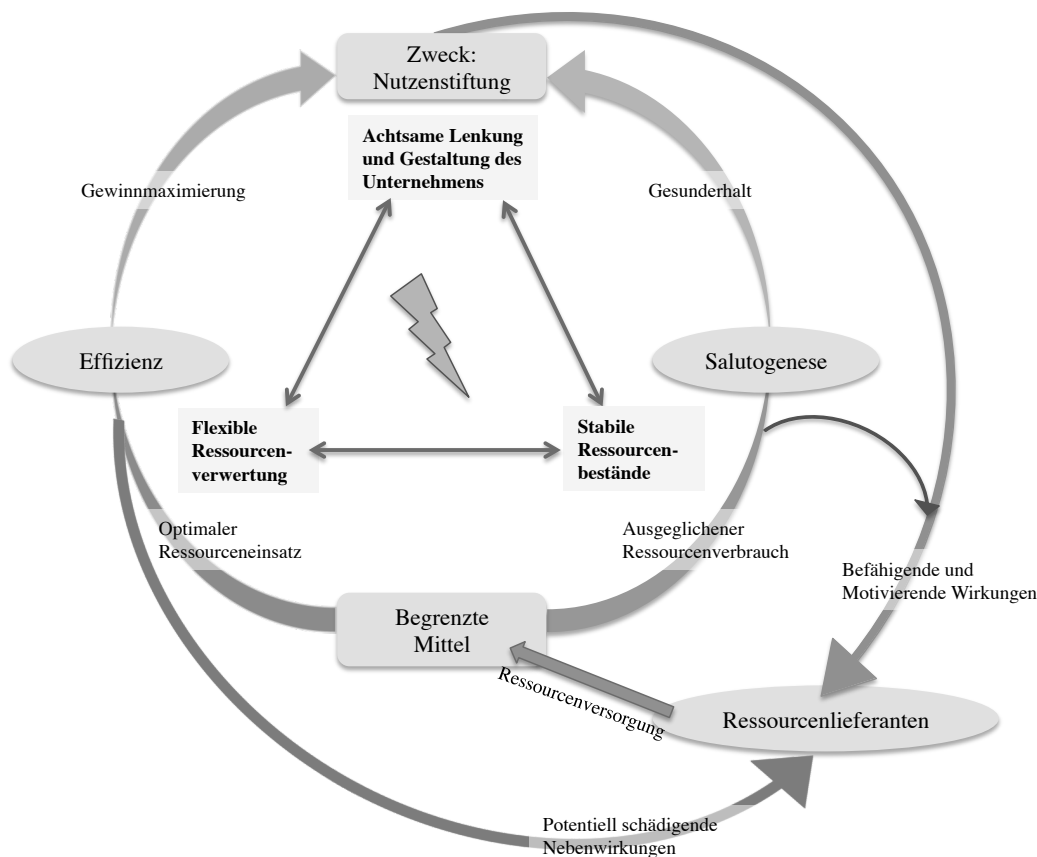 Zweck:
Nutzenstiftung
Achtsame Lenkung
und Gestaltung des
Unternehmens
Gewinnmaximierung
Gesunderhalt
Effizienz
Salutogenese
Flexible
Ressourcen-
verwertung
Stabile
Ressourcen-
bestände
Optimaler
Ressourceneinsatz
Ausgeglichener
Ressourcenverbrauch
Befähigende und
Motivierende Wirkungen
Begrenzte
Mittel
Ressourcenversorgung
Ressourcenlieferanten
Potentiell schädigende
Nebenwirkungen